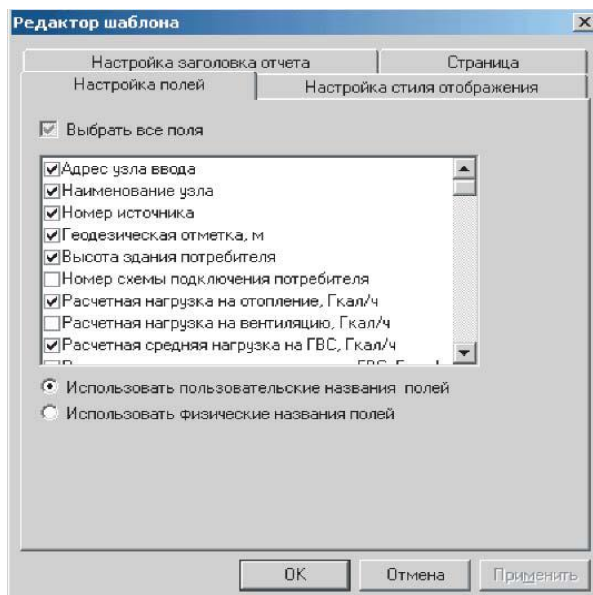 Редактор шаблона
Настройка заголовка отчета
Страница
Настройка полей
Настройка стиля отображения
Выбрать все поля
Адрес узла ввода
Наименование узла
Номер источника
Геодезическая отметка, м
Высота здания потребителя
Номер схемы подключения потребителя
Расчетная нагрузка на отопление, Гкал/ч
Расчетная нагрузка на вентиляцию, Гкал/ч
Расчетная средняя нагрузка на ГВС, Гкал/ч
Использовать пользовательские названия полей
Использовать физические названия полей
OK
Отмена
Применить